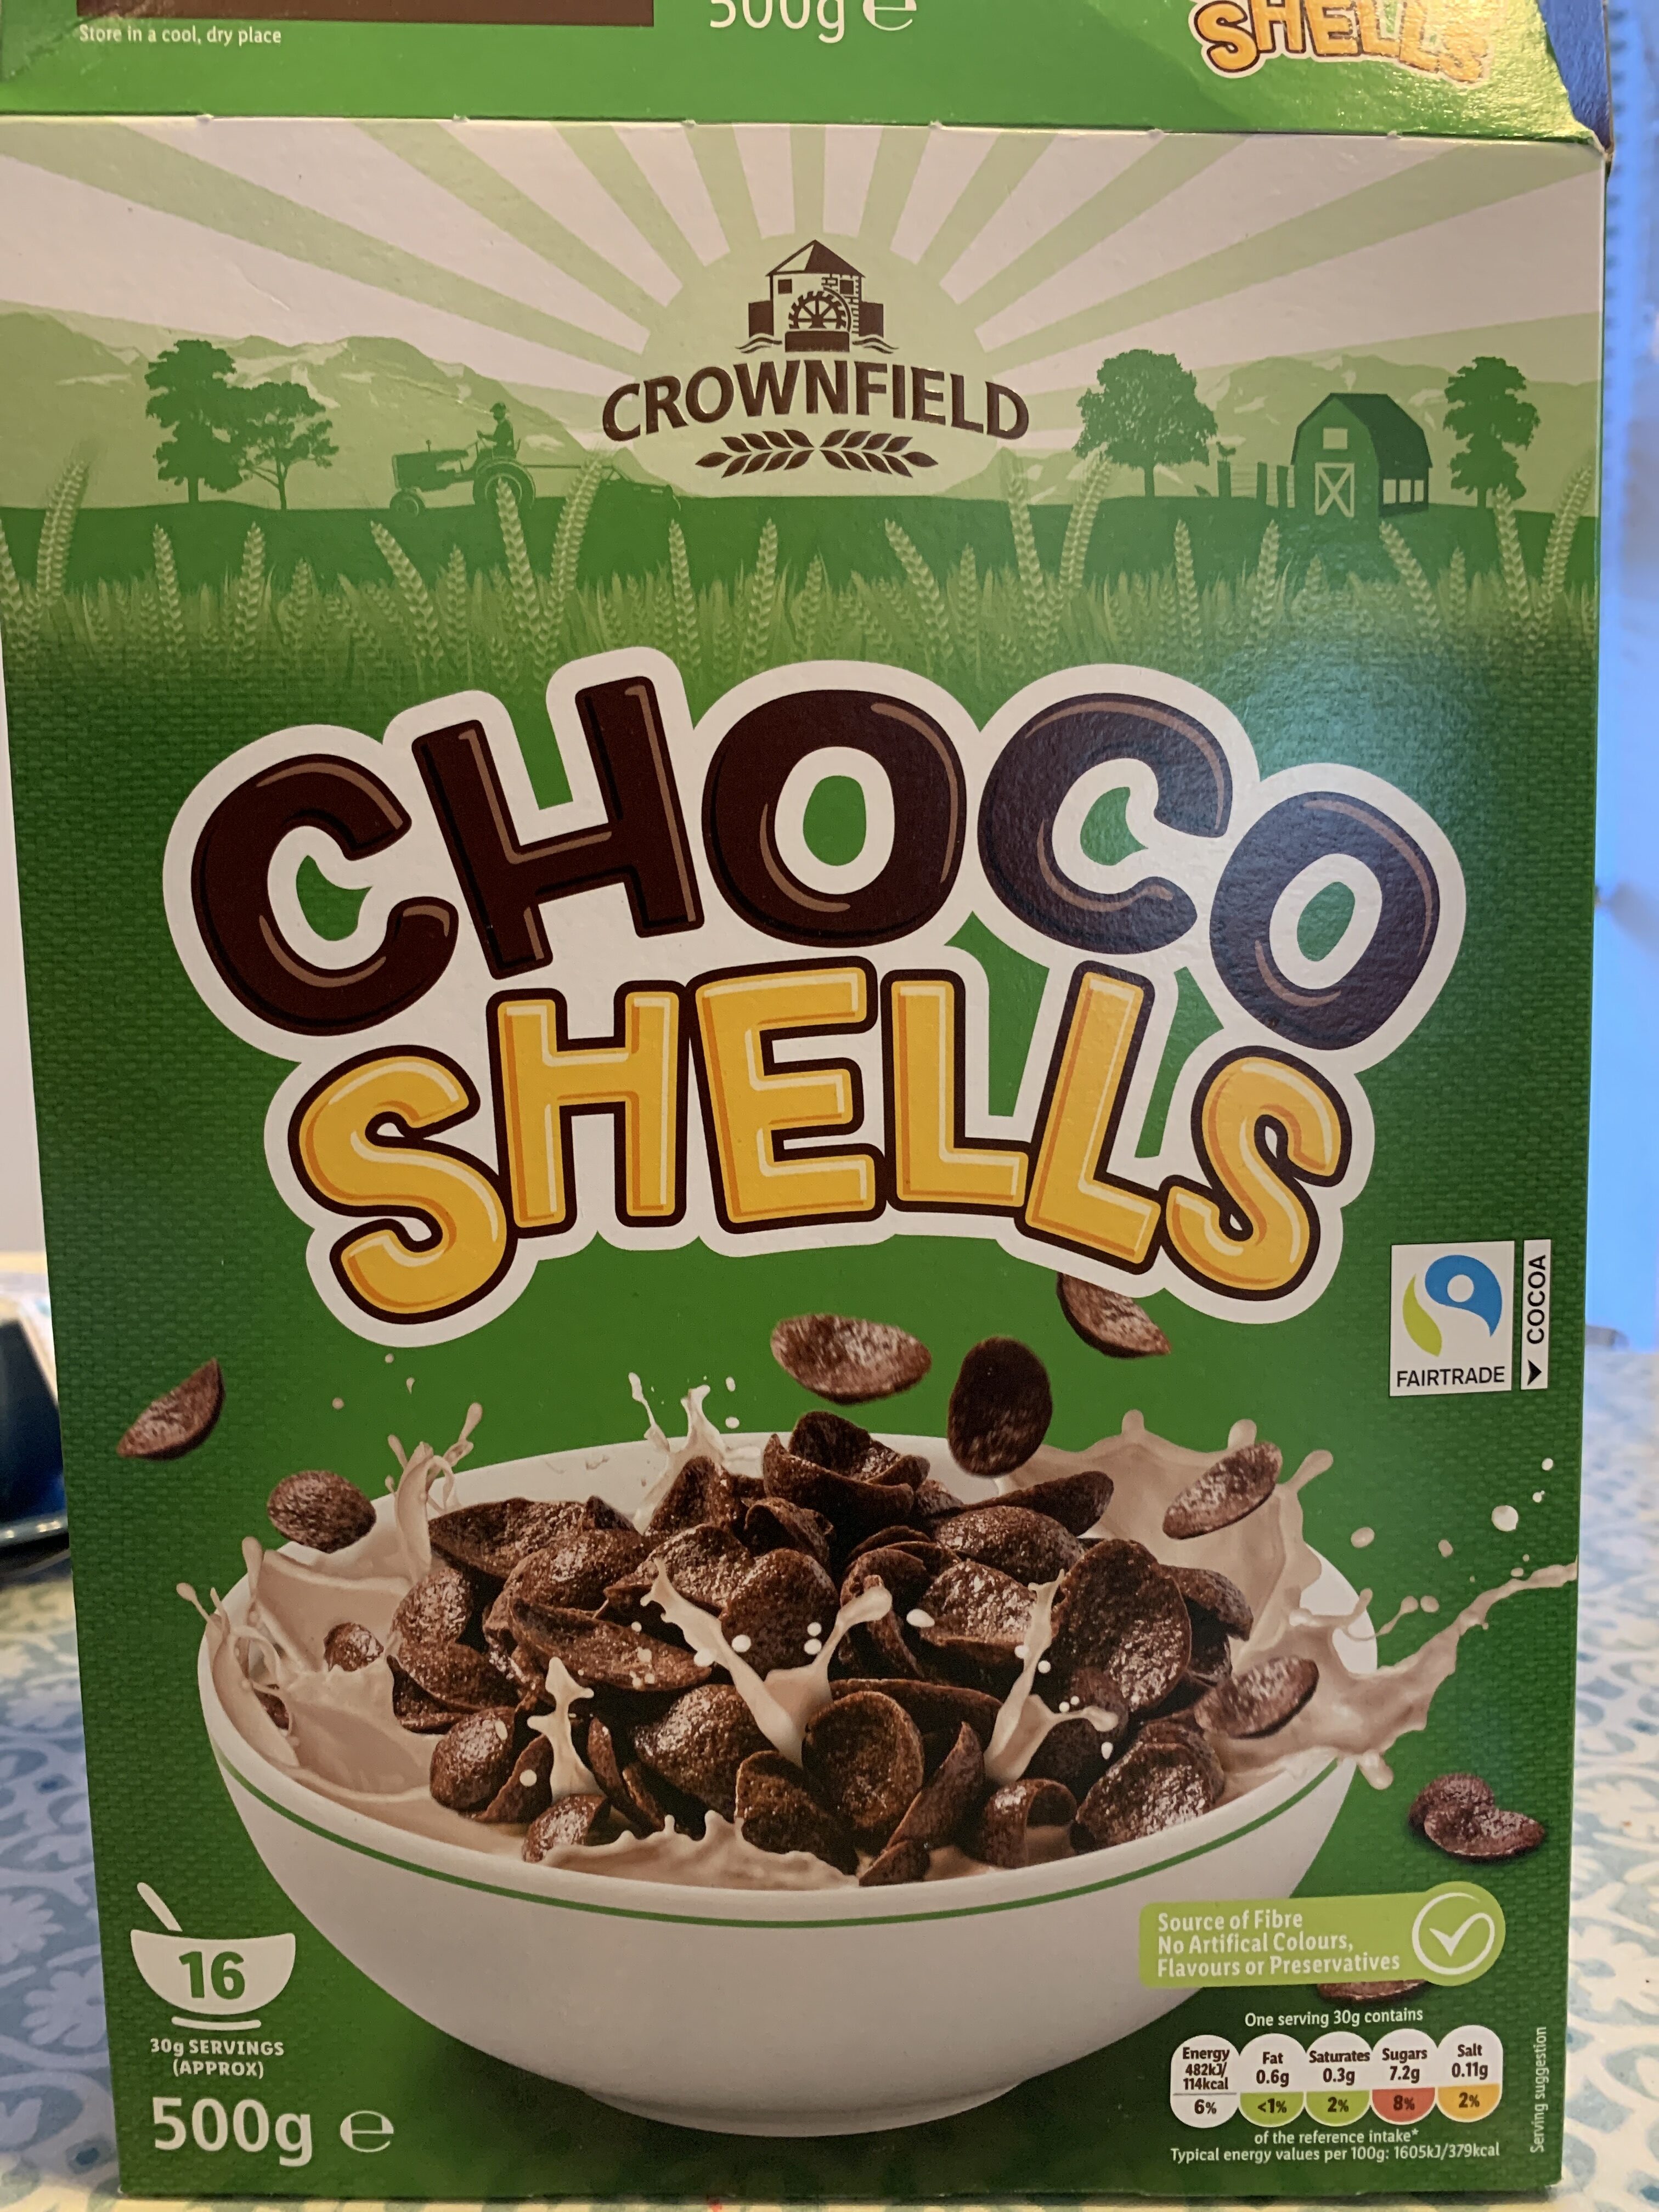 Store in a cool, dry place
500g e
SHELLS
CROWNFIELD
CHOCO
SHELLS
FAIRTRADE
COCOA
Source of Fibre
No Artifical Colours,
Flavours or Preservatives
16
30g SERVINGS
(APPROX)
500g e
One serving 30g contains
Energy
482kJ/
114kcal
6%
Fat
0.6g
<1%
Saturates
0.3g
2%
Sugars
7.2g
8%
Salt
0.11g
2%
of the reference intake*
Typical energy values per 100g: 1605kJ/379kcal
Serving suggestion